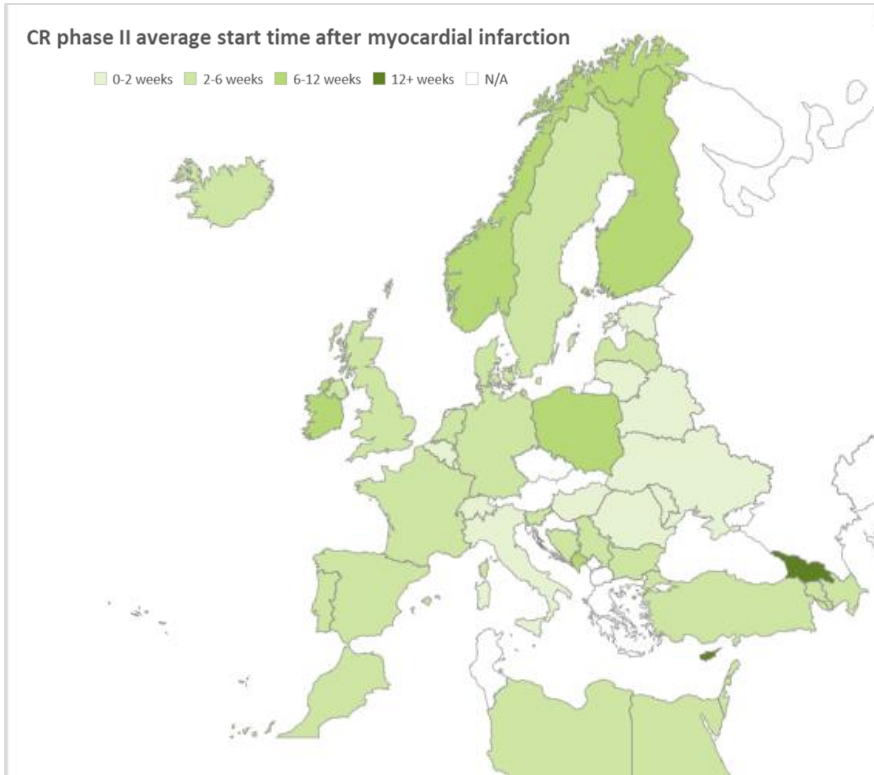 CR phase II average start time after myocardial infarction
0-2 weeks 2-6 weeks 6-12 weeks 12+ weeks N/A